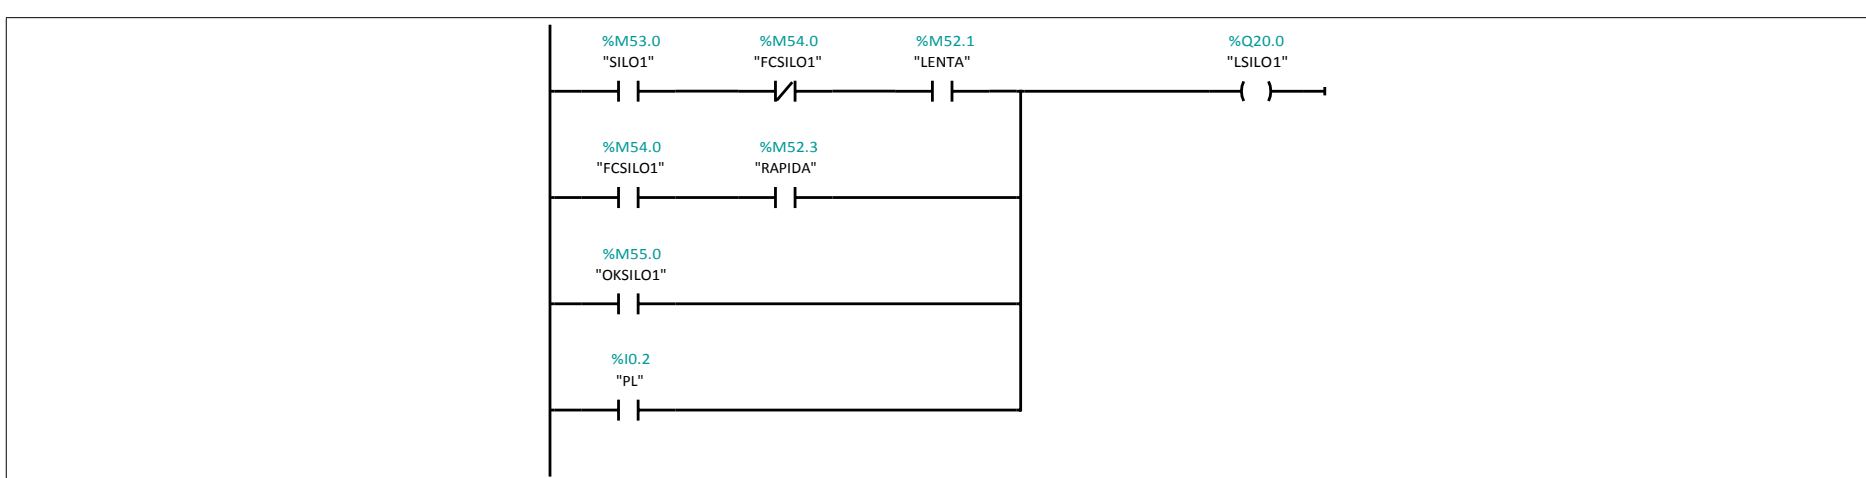 %M53.0 %M54.0 %M52.1 %Q20.0
"SILO1" "FCSILO1" "LENTA" "LSILO1"
%M54.0 %M52.3
"FCSILO1" "RAPIDA"
%M55.0
"OKSILO1"
%I0.2
"PL"